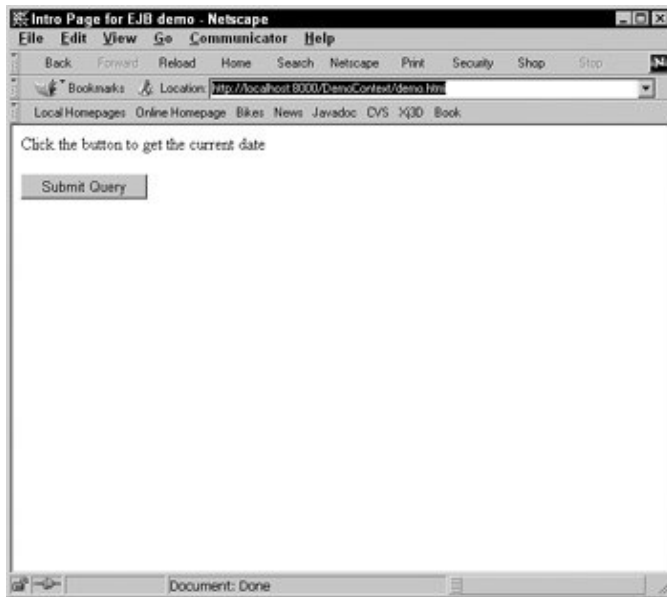 Intro Page for EJB demo - Netscape
File Edit View Go Communicator Help
Back Forward Reload Home Search Netscape Print Security Shop Stop
Bookmarks Location: http://localhost:8000/DemoContext/demo.html
Local Homepages Online Homepage Bikes News Javadoc CVS Xj3D Book
Click the button to get the current date
Submit Query
Document: Done